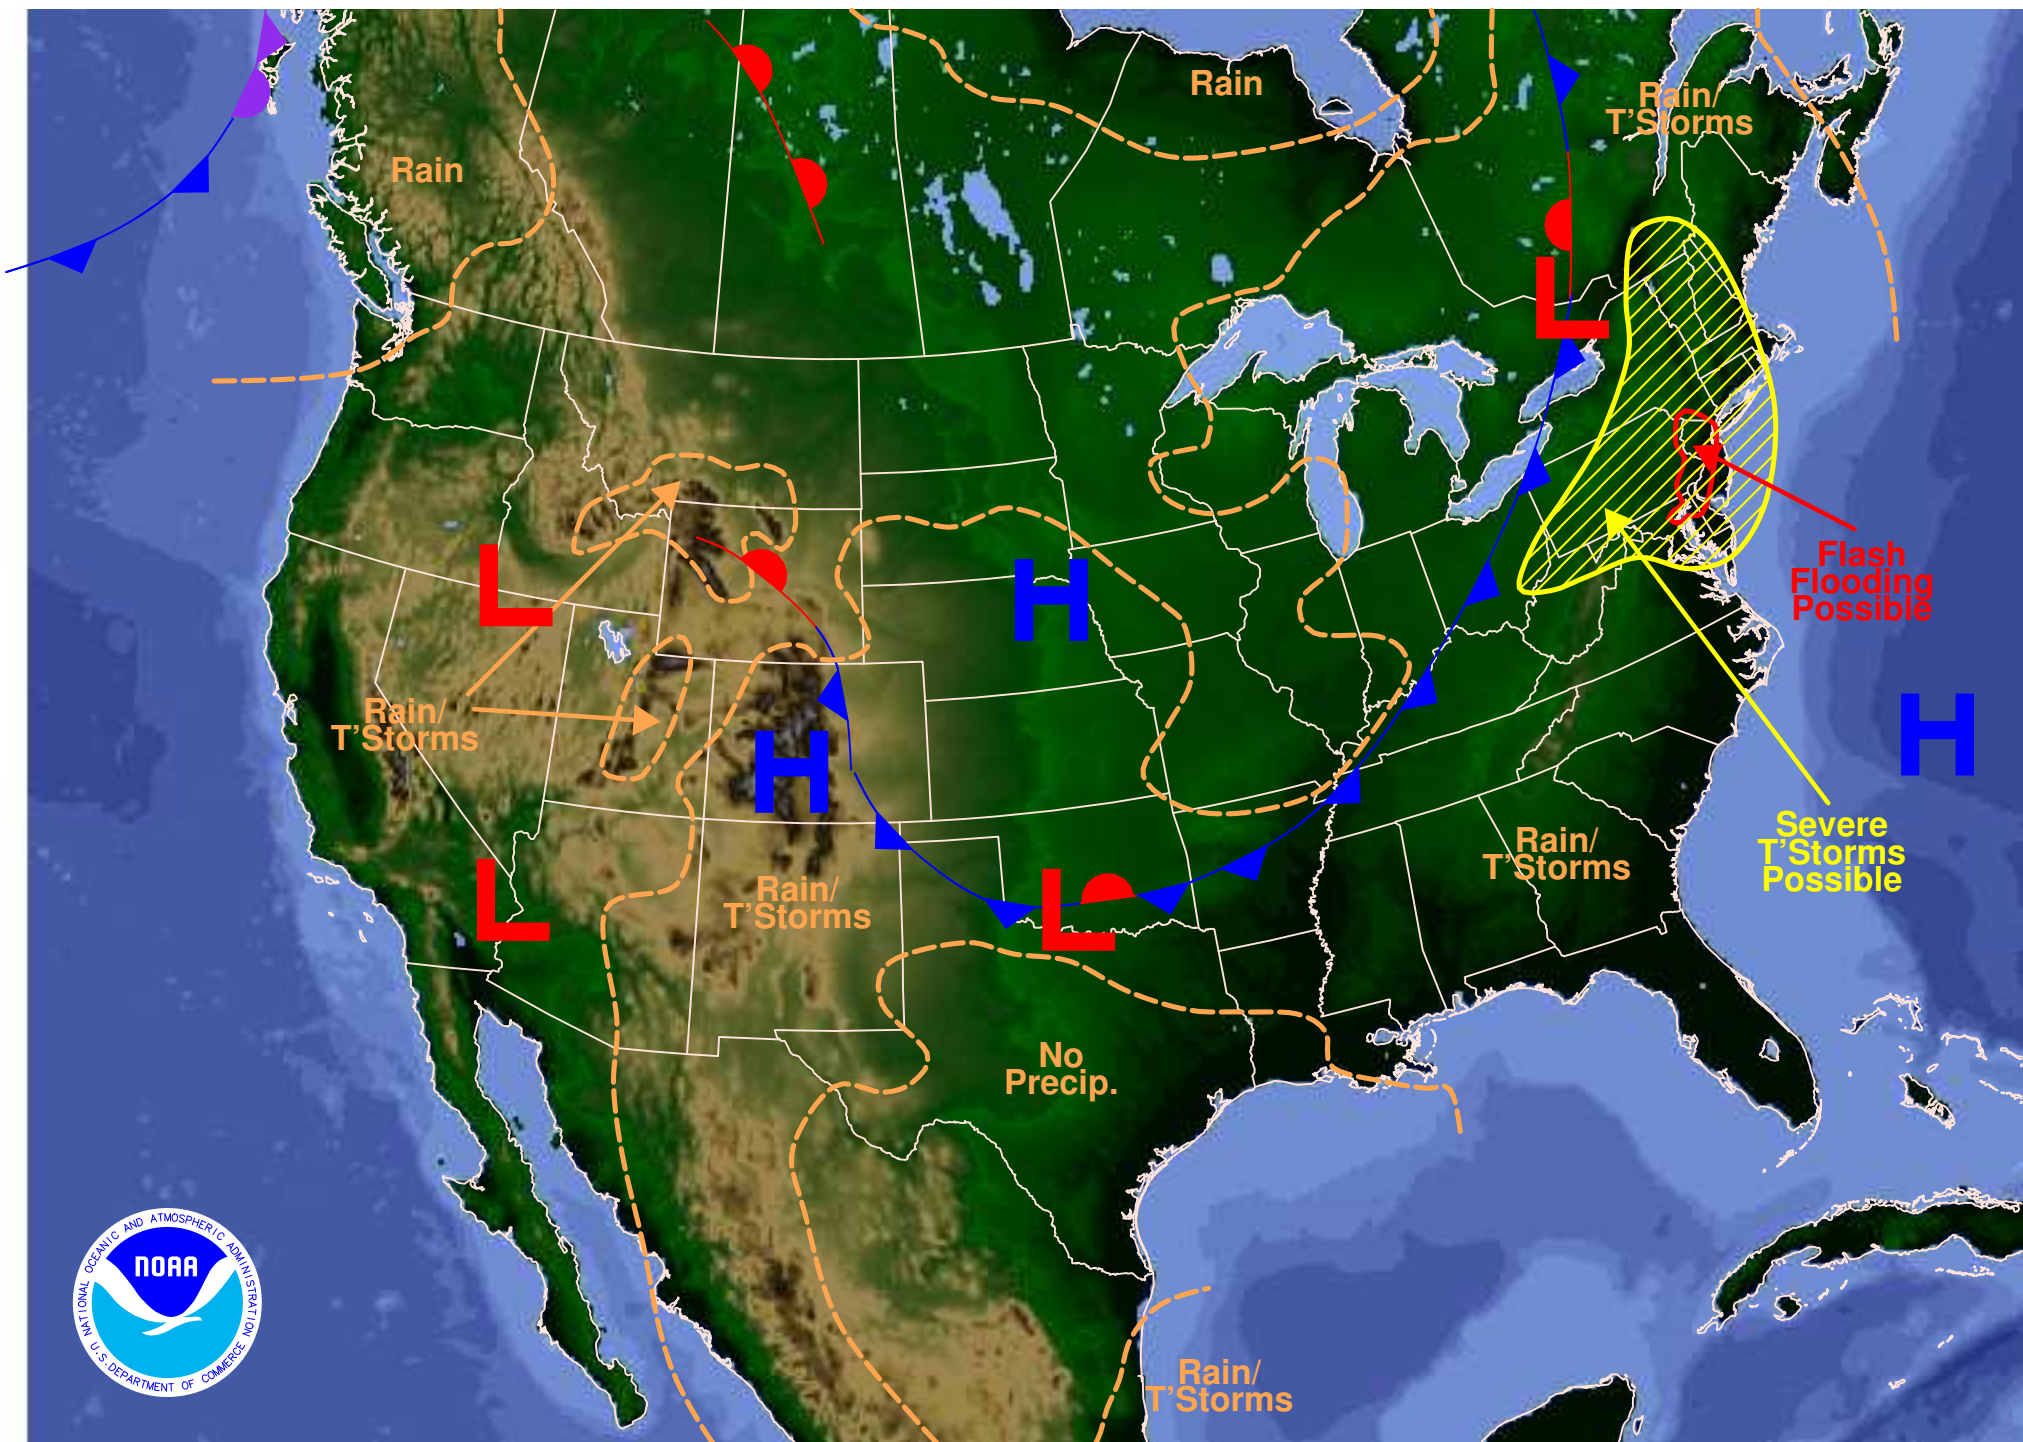 Rain
Rain/
T'Storms
Rain
L
Flash
Flooding
Possible
L
H
Rain/
T'Storms
H
H
Severe
T'Storms
Possible
Rain/
T'Storms
Rain/
T'Storms
L
L
No
Precip.
NATIONAL OCEANIC AND ATMOSPHERIC ADMINISTRATION
NOAA
U.S. DEPARTMENT OF COMMERCE
Rain/
T'Storms